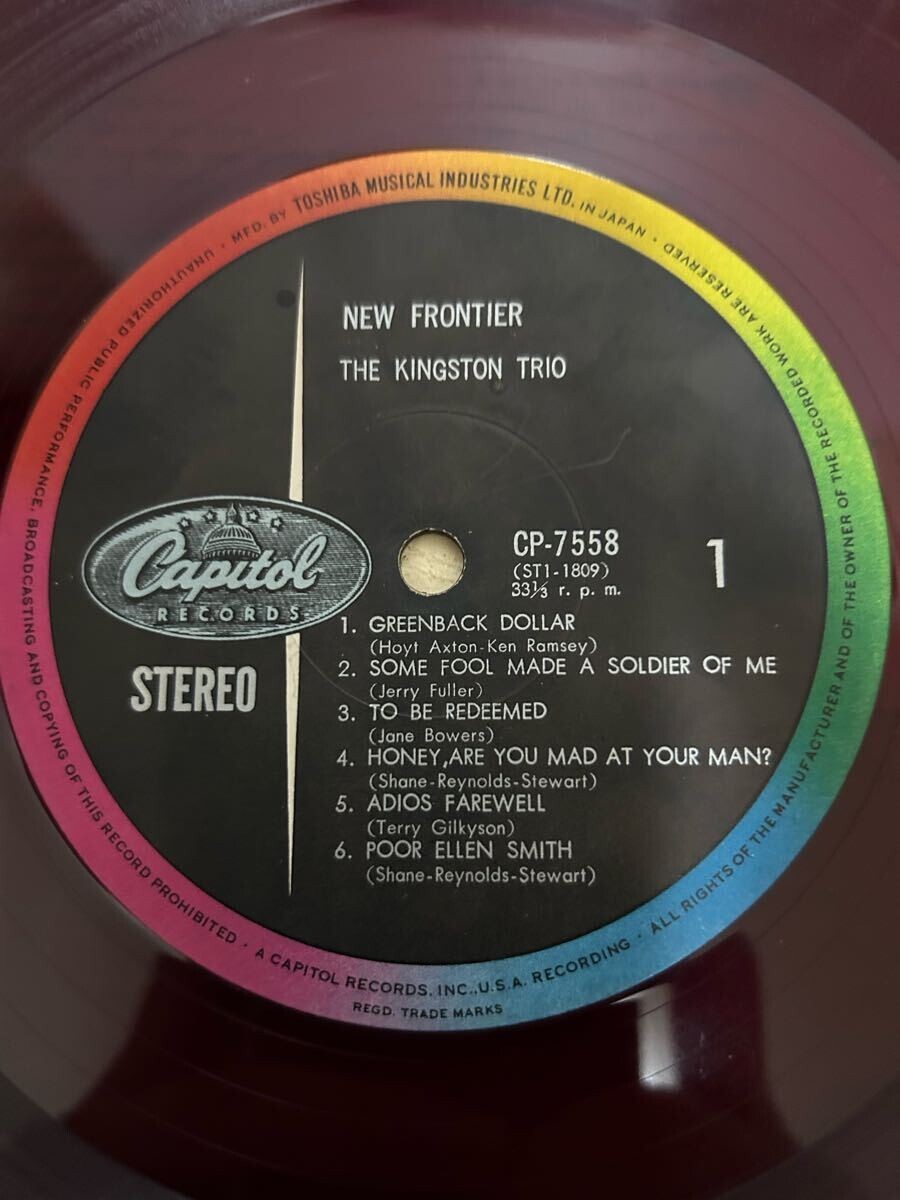 MFD. BY TOSHIBA MUSICAL INDUSTRIES LTD. IN JAPAN · ALL RIGHTS OF THE MANUFACTURER AND OF THE OWNER OF THE RECORDED WORK ARE RESERVED
UNAUTHORIZED PUBLIC PERFORMANCE, BROADCASTING AND COPYING OF THIS RECORD PROHIBITED · A CAPITOL RECORDS, INC., U.S.A. RECORDING ·
REGD. TRADE MARKS
NEW FRONTIER
THE KINGSTON TRIO
Capitol
RECORDS
STEREO
CP-7558
(ST1-1809)
33⅓ r. p. m.
1
1. GREENBACK DOLLAR
(Hoyt Axton-Ken Ramsey)
2. SOME FOOL MADE A SOLDIER OF ME
(Jerry Fuller)
3. TO BE REDEEMED
(Jane Bowers)
4. HONEY,ARE YOU MAD AT YOUR MAN?
(Shane-Reynolds-Stewart)
5. ADIOS FAREWELL
(Terry Gilkyson)
6. POOR ELLEN SMITH
(Shane-Reynolds-Stewart)